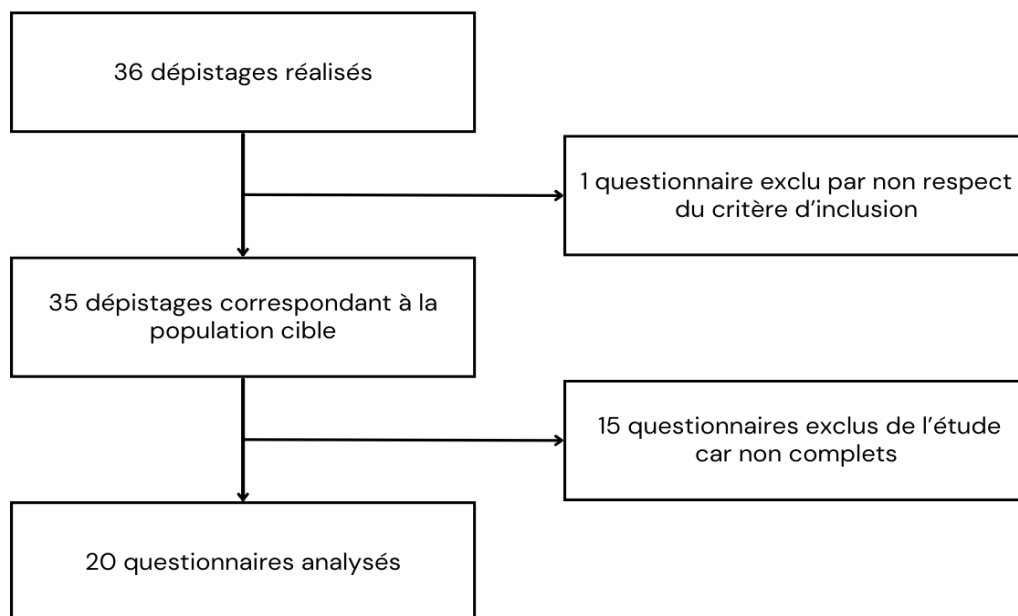 36 dépistages réalisés
1 questionnaire exclu par non respect
du critère d’inclusion
35 dépistages correspondant à la
population cible
15 questionnaires exclus de l’étude
car non complets
20 questionnaires analysés